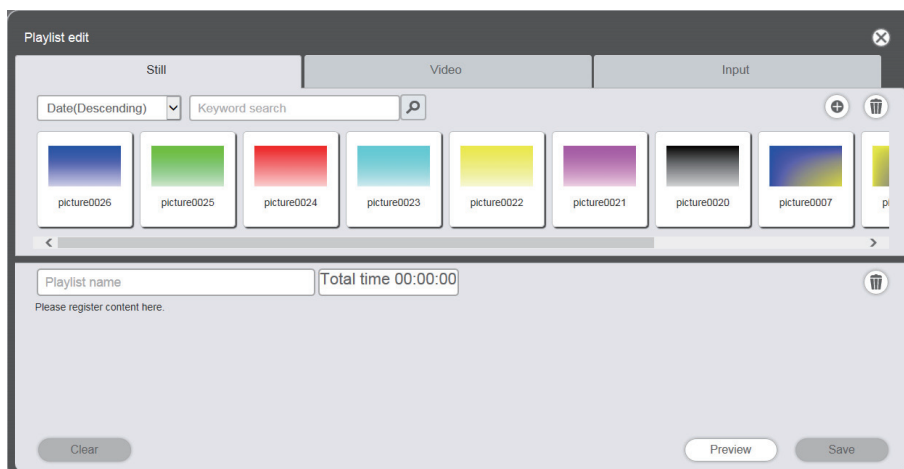 Playlist edit
Still Video Input
Date(Descending) Keyword search
picture0026 picture0025 picture0024 picture0023 picture0022 picture0021 picture0020 picture0007
Playlist name Total time 00:00:00
Please register content here.
Clear Preview Save